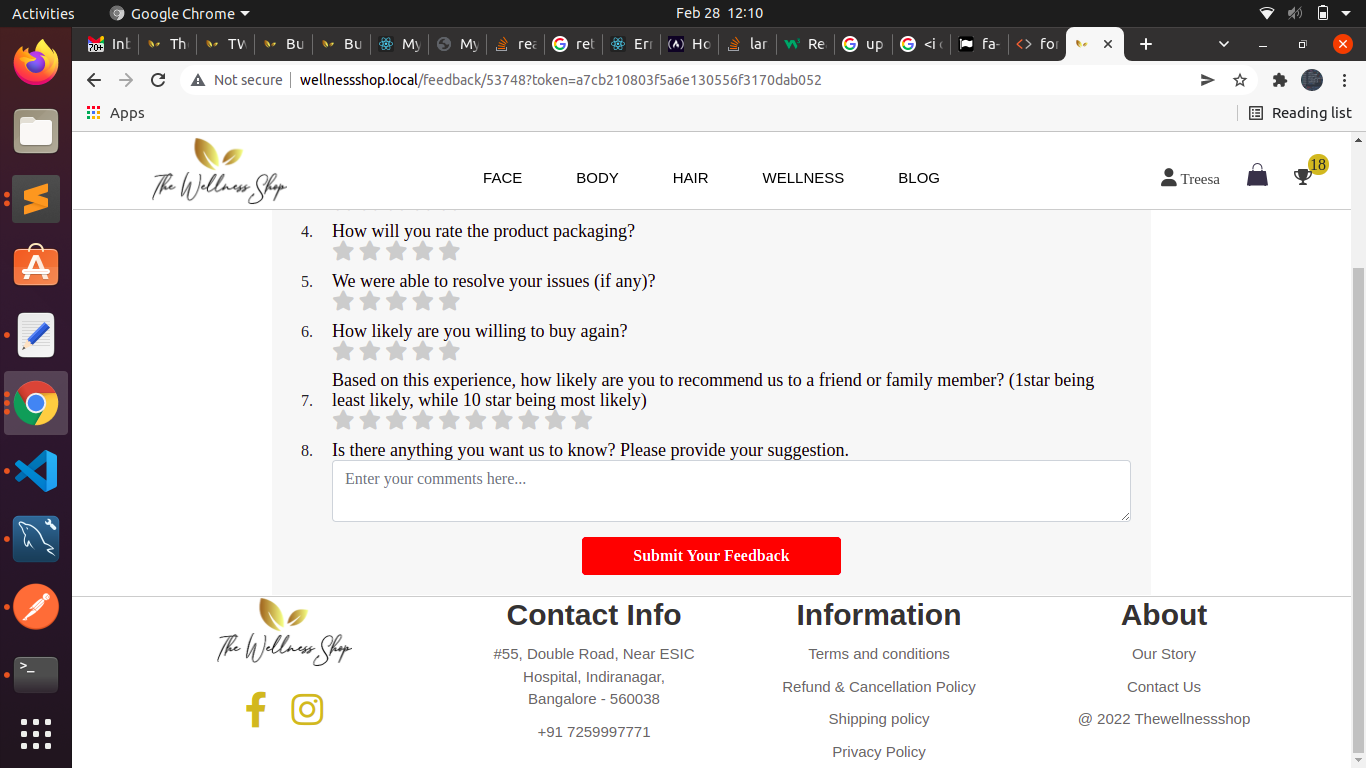 Activities Google Chrome Feb 28 12:10
70+ Int Th TW Bu Bu My My rea ret Err Ho lar Re up <i c fa- for
Not secure wellnessshop.local/feedback/53748?token=a7cb210803f5a6e130556f3170dab052
Apps Reading list
The Wellness Shop FACE BODY HAIR WELLNESS BLOG Treesa 18
4. How will you rate the product packaging?
5. We were able to resolve your issues (if any)?
6. How likely are you willing to buy again?
Based on this experience, how likely are you to recommend us to a friend or family member? (1star being
7. least likely, while 10 star being most likely)
8. Is there anything you want us to know? Please provide your suggestion.
Enter your comments here...
Submit Your Feedback
The Wellness Shop
Contact Info
#55, Double Road, Near ESIC
Hospital, Indiranagar,
Bangalore - 560038
+91 7259997771
Information
Terms and conditions
Refund & Cancellation Policy
Shipping policy
Privacy Policy
About
Our Story
Contact Us
@ 2022 Thewellnessshop